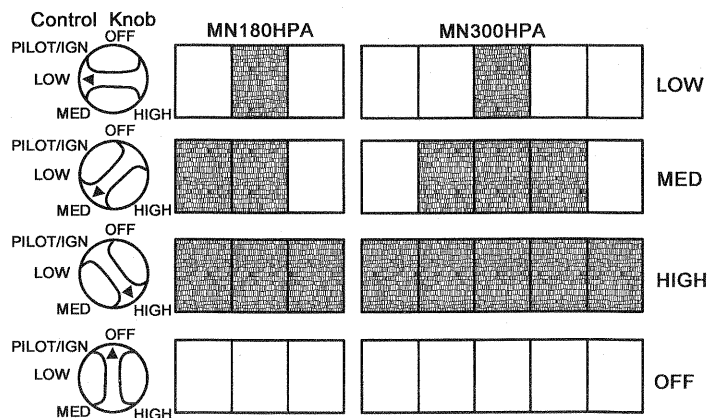 Control Knob
MN180HPA
MN300HPA
OFF
PILOT/IGN
LOW
MED
HIGH
LOW
OFF
PILOT/IGN
LOW
MED
HIGH
MED
PILOT/IGN
OFF
LOW
MED
HIGH
HIGH
OFF
PILOT/IGN
LOW
MED
HIGH
OFF